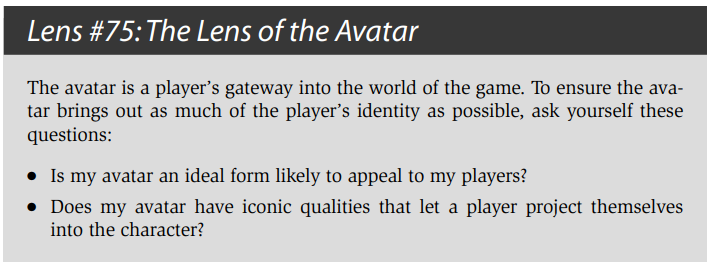 Lens #75: The Lens of the Avatar
The avatar is a player's gateway into the world of the game. To ensure the ava-
tar brings out as much of the player's identity as possible, ask yourself these
questions:
● Is my avatar an ideal form likely to appeal to my players?
● Does my avatar have iconic qualities that let a player project themselves
into the character?